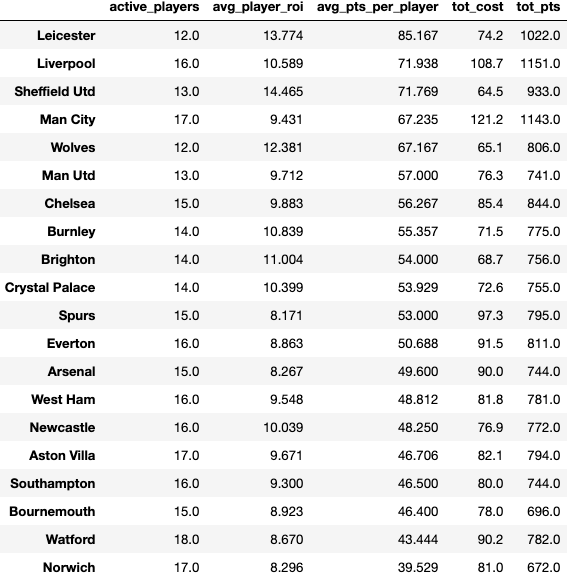 active_players avg_player_roi avg_pts_per_player tot_cost tot_pts
Leicester 12.0 13.774 85.167 74.2 1022.0
Liverpool 16.0 10.589 71.938 108.7 1151.0
Sheffield Utd 13.0 14.465 71.769 64.5 933.0
Man City 17.0 9.431 67.235 121.2 1143.0
Wolves 12.0 12.381 67.167 65.1 806.0
Man Utd 13.0 9.712 57.000 76.3 741.0
Chelsea 15.0 9.883 56.267 85.4 844.0
Burnley 14.0 10.839 55.357 71.5 775.0
Brighton 14.0 11.004 54.000 68.7 756.0
Crystal Palace 14.0 10.399 53.929 72.6 755.0
Spurs 15.0 8.171 53.000 97.3 795.0
Everton 16.0 8.863 50.688 91.5 811.0
Arsenal 15.0 8.267 49.600 90.0 744.0
West Ham 16.0 9.548 48.812 81.8 781.0
Newcastle 16.0 10.039 48.250 76.9 772.0
Aston Villa 17.0 9.671 46.706 82.1 794.0
Southampton 16.0 9.300 46.500 80.0 744.0
Bournemouth 15.0 8.923 46.400 78.0 696.0
Watford 18.0 8.670 43.444 90.2 782.0
Norwich 17.0 8.296 39.529 81.0 672.0